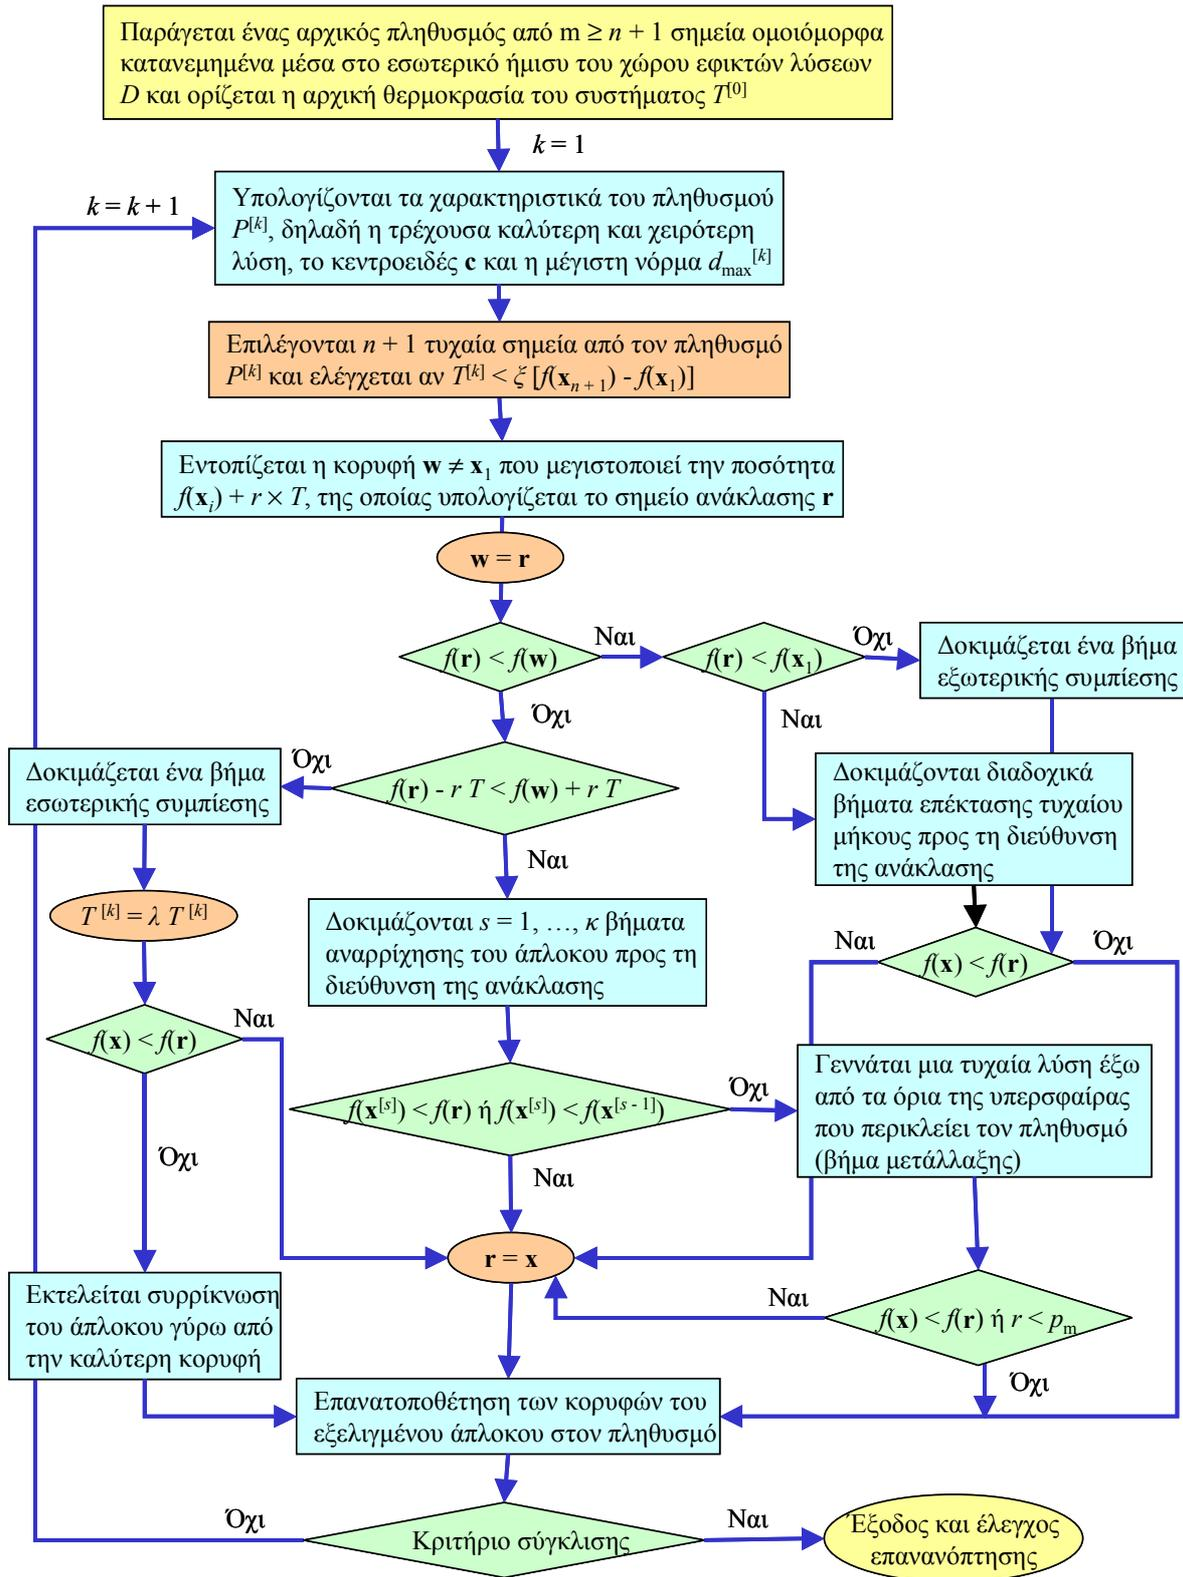 Παράγεται ένας αρχικός πληθυσμός από m ≥ n + 1 σημεία ομοιόμορφα
κατανεμημένα μέσα στο εσωτερικό ήμισυ του χώρου εφικτών λύσεων
D και ορίζεται η αρχική θερμοκρασία του συστήματος T[0]
k = 1
k = k + 1
Υπολογίζονται τα χαρακτηριστικά του πληθυσμού
P[k], δηλαδή η τρέχουσα καλύτερη και χειρότερη
λύση, το κεντροειδές c και η μέγιστη νόρμα dmax[k]
Επιλέγονται n + 1 τυχαία σημεία από τον πληθυσμό
P[k] και ελέγχεται αν T[k] < ξ [f(xn + 1) - f(x1)]
Εντοπίζεται η κορυφή w ≠ x1 που μεγιστοποιεί την ποσότητα
f(xi) + r × T, της οποίας υπολογίζεται το σημείο ανάκλασης r
w = r
f(r) < f(w)
Ναι
f(r) < f(x1)
Όχι
Δοκιμάζεται ένα βήμα
εξωτερικής συμπίεσης
Όχι
Ναι
f(r) - r T < f(w) + r T
Όχι
Δοκιμάζεται ένα βήμα
εσωτερικής συμπίεσης
Δοκιμάζονται διαδοχικά
βήματα επέκτασης τυχαίου
μήκους προς τη διεύθυνση
της ανάκλασης
Ναι
T [k] = λ T [k]
Δοκιμάζονται s = 1, …, κ βήματα
αναρρίχησης του άπλοκου προς τη
διεύθυνση της ανάκλασης
Ναι
f(x) < f(r)
Όχι
f(x) < f(r)
Ναι
f(x[s]) < f(r) ή f(x[s]) < f(x[s - 1])
Όχι
Γεννάται μια τυχαία λύση έξω
από τα όρια της υπερσφαίρας
που περικλείει τον πληθυσμό
(βήμα μετάλλαξης)
Όχι
Ναι
r = x
Εκτελείται συρρίκνωση
του άπλοκου γύρω από
την καλύτερη κορυφή
Ναι
f(x) < f(r) ή r < pm
Όχι
Επανατοποθέτηση των κορυφών του
εξελιγμένου άπλοκου στον πληθυσμό
Όχι
Κριτήριο σύγκλισης
Ναι
Έξοδος και έλεγχος
επανανόπτησης